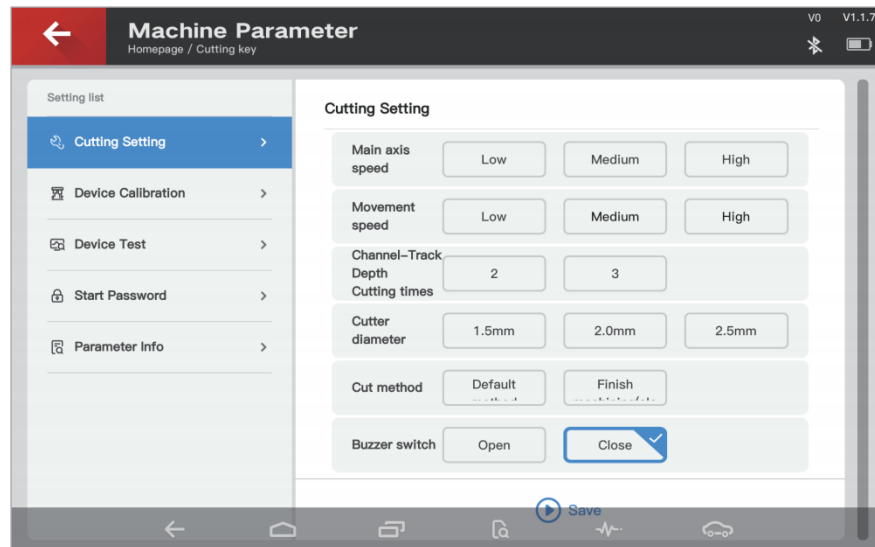 Machine Parameter
Homepage / Cutting key
V0 V1.1.7
Setting list
Cutting Setting
Device Calibration
Device Test
Start Password
Parameter Info
Cutting Setting
Main axis
speed
Low Medium High
Movement
speed
Low Medium High
Channel-Track
Depth
Cutting times
2 3
Cutter
diameter
1.5mm 2.0mm 2.5mm
Cut method
Default
Finish
Buzzer switch
Open Close
Save